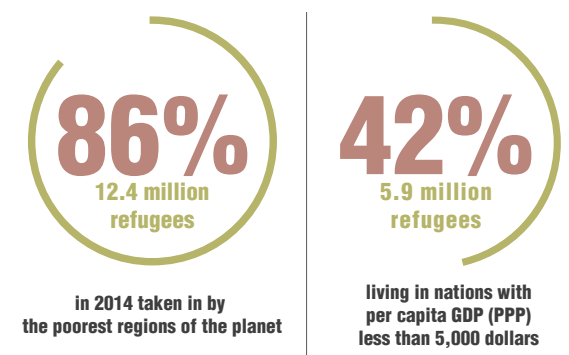 86%
12.4 million
refugees
in 2014 taken in by
the poorest regions of the planet
42%
5.9 million
refugees
living in nations with
per capita GDP (PPP)
less than 5,000 dollars